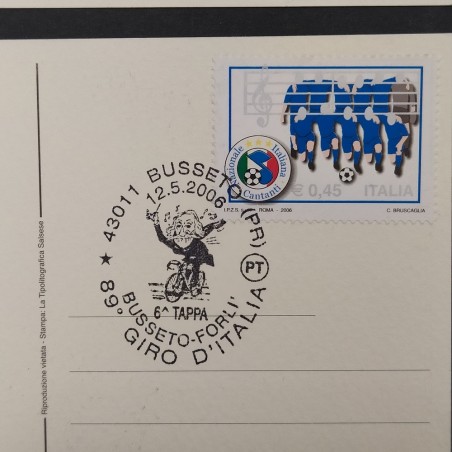 Nazionale Italiana
Cantanti
€ 0,45 ITALIA
ROMA - 2006 C. BRUSCAGLIA
43011 BUSSETO (PR)
12.5.2006
PT
6^ TAPPA
BUSSETO-FORLI'
89° GIRO D'ITALIA
Riproduzione vietata - Stampa: La Tipolitografica Salsese